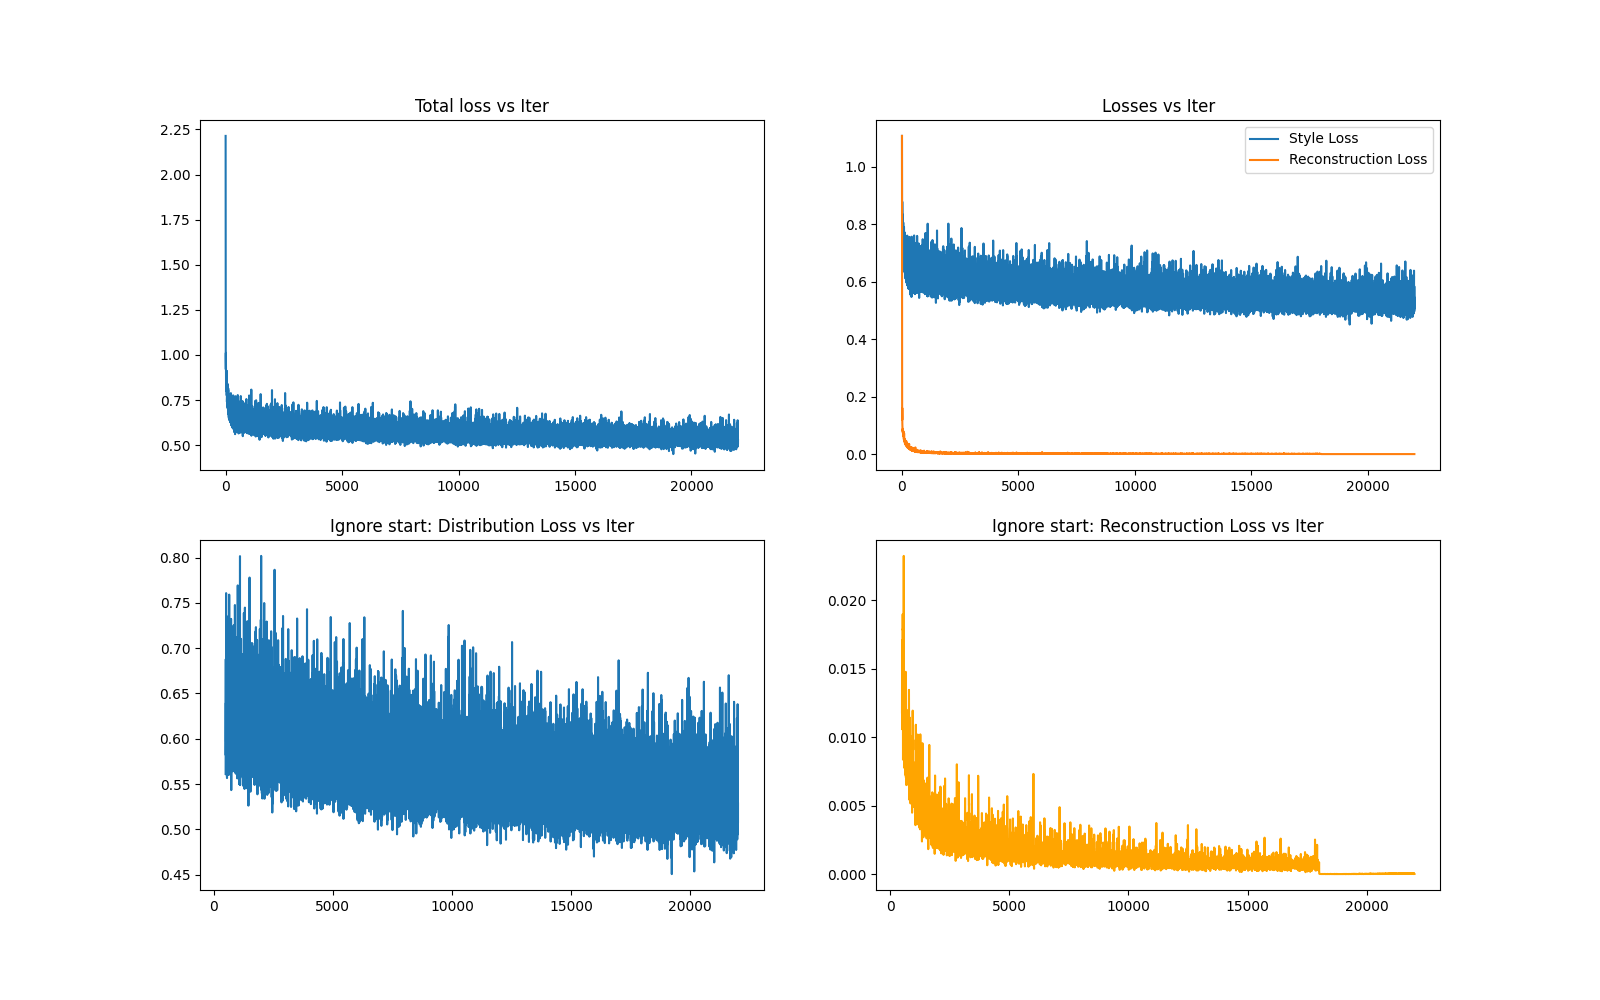 Total loss vs Iter
2.25
2.00
1.75
1.50
1.25
1.00
0.75
0.50
0 5000 10000 15000 20000
Losses vs Iter
Style Loss
Reconstruction Loss
1.0
0.8
0.6
0.4
0.2
0.0
0 5000 10000 15000 20000
Ignore start: Distribution Loss vs Iter
0.80
0.75
0.70
0.65
0.60
0.55
0.50
0.45
0 5000 10000 15000 20000
Ignore start: Reconstruction Loss vs Iter
0.020
0.015
0.010
0.005
0.000
0 5000 10000 15000 20000